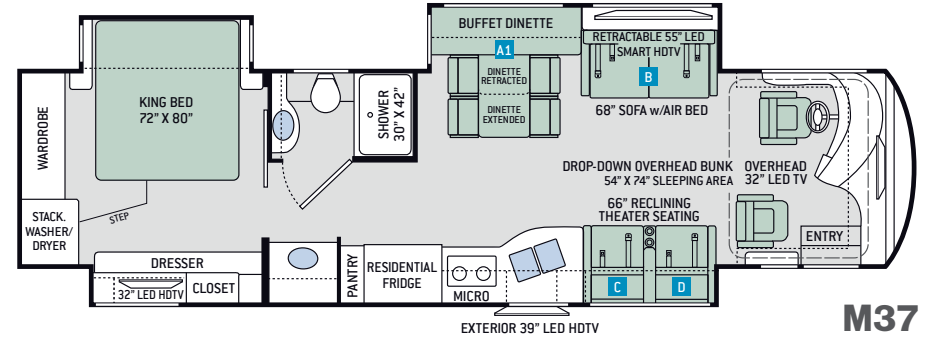 BUFFET DINETTE
A1
DINETTE
RETRACTED
DINETTE
EXTENDED
RETRACTABLE 55" LED
SMART HDTV
B
68" SOFA w/AIR BED
KING BED
72" X 80"
WARDROBE
SHOWER
30" X 42"
STACK.
WASHER/
DRYER
STEP
DROP-DOWN OVERHEAD BUNK
54" X 74" SLEEPING AREA
OVERHEAD
32" LED TV
66" RECLINING
THEATER SEATING
ENTRY
DRESSER
32" LED HDTV
CLOSET
PANTRY
RESIDENTIAL
FRIDGE
MICRO
C
D
EXTERIOR 39" LED HDTV
M37